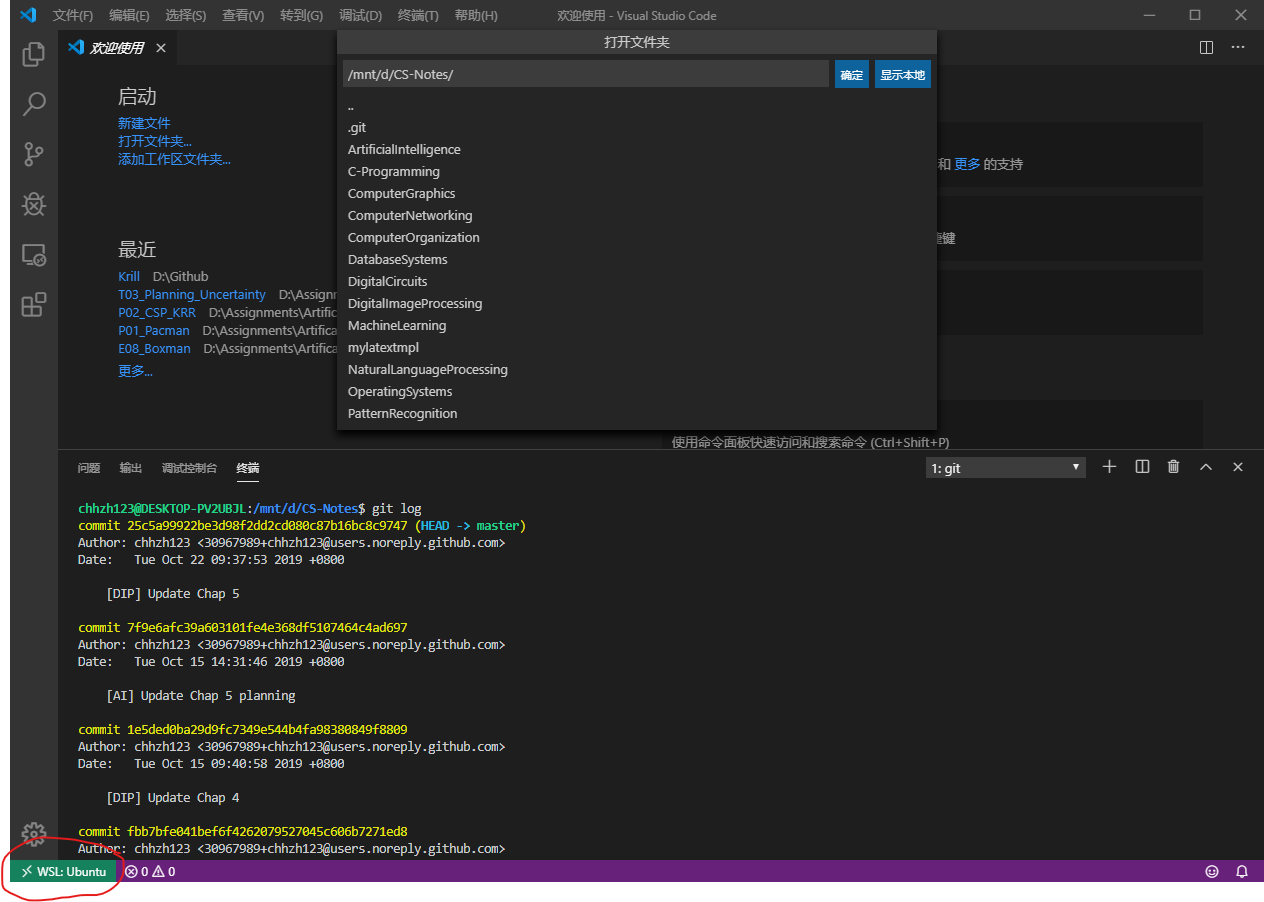 文件(F) 编辑(E) 选择(S) 查看(V) 转到(G) 调试(D) 终端(T) 帮助(H) 欢迎使用 - Visual Studio Code
欢迎使用
打开文件夹
/mnt/d/CS-Notes/ 确定 显示本地
..
.git
ArtificialIntelligence
C-Programming
ComputerGraphics
ComputerNetworking
ComputerOrganization
DatabaseSystems
DigitalCircuits
DigitalImageProcessing
MachineLearning
mylatextmpl
NaturalLanguageProcessing
OperatingSystems
PatternRecognition
启动
新建文件
打开文件夹...
添加工作区文件夹...
最近
Krill D:\Github
T03_Planning_Uncertainty D:\Assignm
P02_CSP_KRR D:\Assignments\Artific
P01_Pacman D:\Assignments\Artifica
E08_Boxman D:\Assignments\Artifica
更多...
和 更多 的支持
捷键
使用命令面板快速访问和搜索命令 (Ctrl+Shift+P)
问题 输出 调试控制台 终端 1: git
chhzh123@DESKTOP-PV2UBJL:/mnt/d/CS-Notes$ git log
commit 25c5a99922be3d98f2dd2cd080c87b16bc8c9747 (HEAD -> master)
Author: chhzh123 <30967989+chhzh123@users.noreply.github.com>
Date: Tue Oct 22 09:37:53 2019 +0800
[DIP] Update Chap 5
commit 7f9e6afc39a603101fe4e368df5107464c4ad697
Author: chhzh123 <30967989+chhzh123@users.noreply.github.com>
Date: Tue Oct 15 14:31:46 2019 +0800
[AI] Update Chap 5 planning
commit 1e5ded0ba29d9fc7349e544b4fa98380849f8809
Author: chhzh123 <30967989+chhzh123@users.noreply.github.com>
Date: Tue Oct 15 09:40:58 2019 +0800
[DIP] Update Chap 4
commit fbb7bfe041bef6f4262079527045c606b7271ed8
Author: chhzh123 <30967989+chhzh123@users.noreply.github.com>
WSL: Ubuntu 0 0